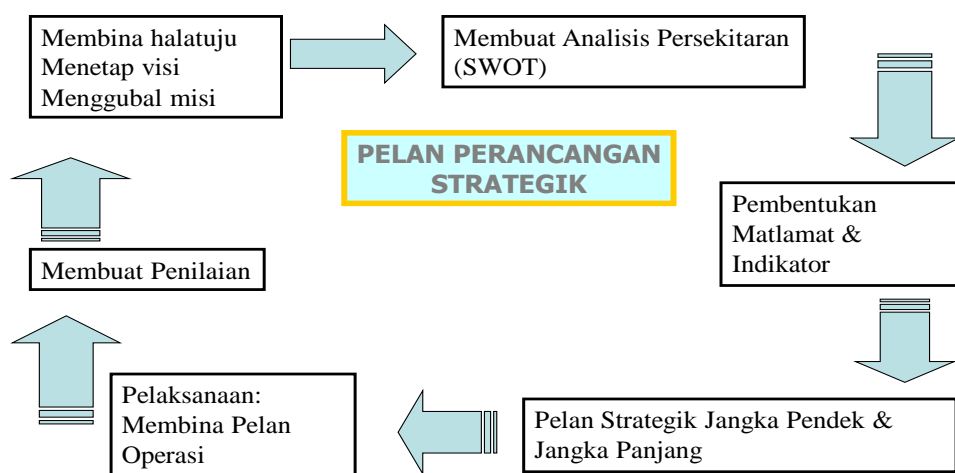 Membina halatuju
Menetap visi
Menggubal misi
Membuat Analisis Persekitaran
(SWOT)
PELAN PERANCANGAN
STRATEGIK
Pembentukan
Matlamat &
Indikator
Membuat Penilaian
Pelaksanaan:
Membina Pelan
Operasi
Pelan Strategik Jangka Pendek &
Jangka Panjang